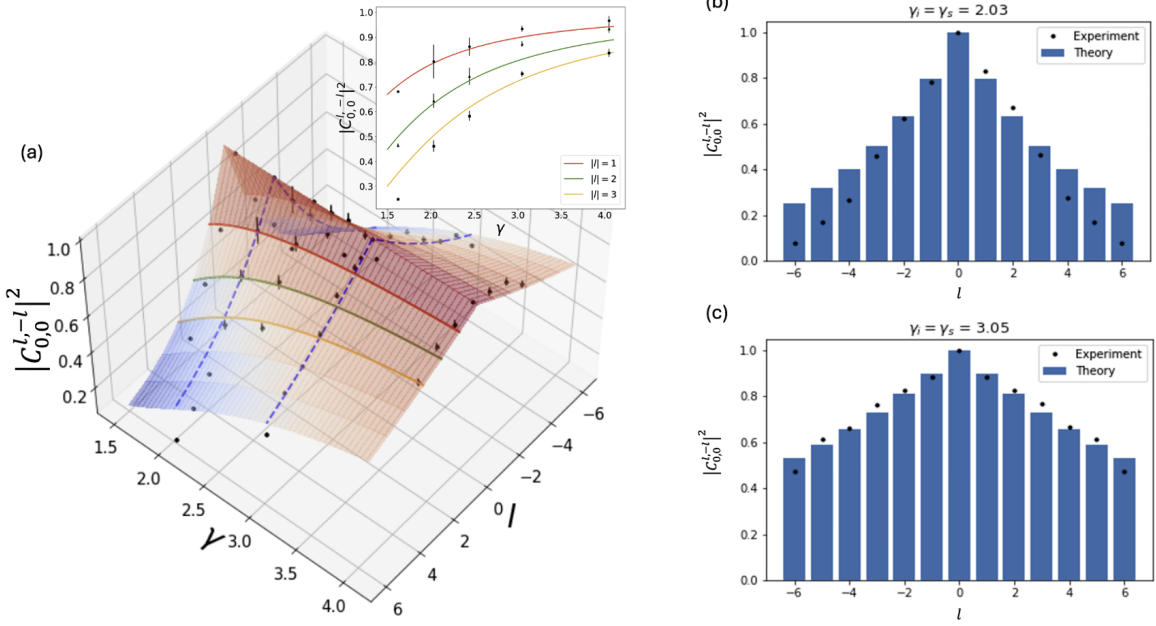 (a)
1.0
0.8
0.6
0.4
0.2
|C_{0,0}^{l,-l}|^2
1.5
2.0
2.5
3.0
3.5
4.0
γ
−6
−4
−2
0
2
4
6
l
1.0
0.9
0.8
0.7
0.6
0.5
0.4
0.3
|C_{0,0}^{l,-l}|^2
1.5 2.0 2.5 3.0 3.5 4.0
γ
|l| = 1
|l| = 2
|l| = 3
(b)
γ_i = γ_s = 2.03
1.0
0.8
0.6
0.4
0.2
0.0
|C_{0,0}^{l,-l}|^2
Experiment
Theory
−6 −4 −2 0 2 4 6
l
(c)
γ_i = γ_s = 3.05
1.0
0.8
0.6
0.4
0.2
0.0
|C_{0,0}^{l,-l}|^2
Experiment
Theory
−6 −4 −2 0 2 4 6
l